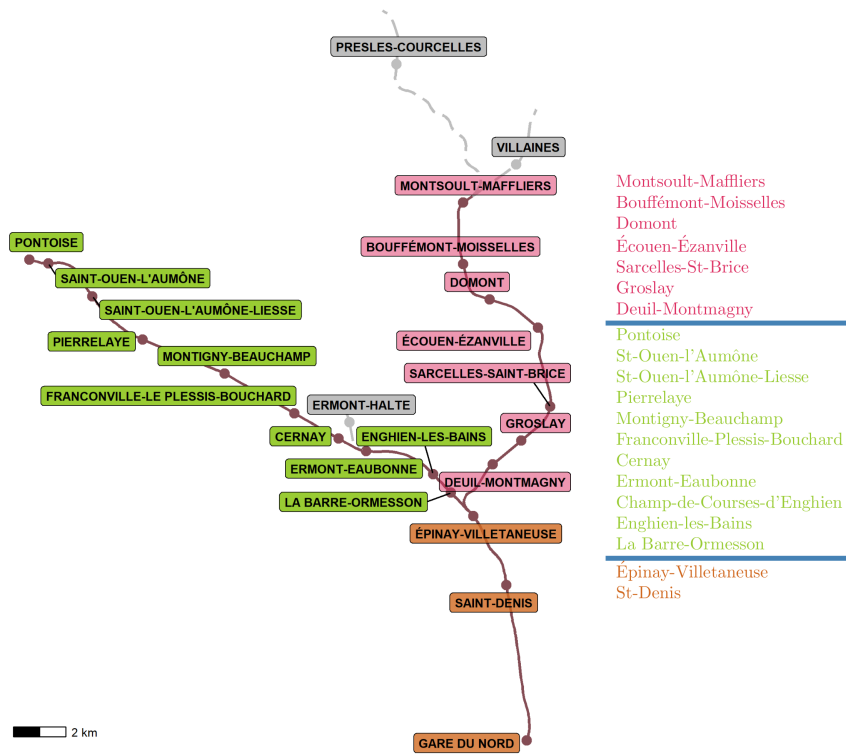 PRESLES-COURCELLES
VILLAINES
MONTSOULT-MAFFLIERS
BOUFFÉMONT-MOISSELLES
DOMONT
PONTOISE
SAINT-OUEN-L'AUMÔNE
SAINT-OUEN-L'AUMÔNE-LIESSE
PIERRELAYE
MONTIGNY-BEAUCHAMP
ÉCOUEN-ÉZANVILLE
SARCELLES-SAINT-BRICE
FRANCONVILLE-LE PLESSIS-BOUCHARD
ERMONT-HALTE
GROSLAY
CERNAY
ENGHIEN-LES-BAINS
ERMONT-EAUBONNE
DEUIL-MONTMAGNY
LA BARRE-ORMESSON
ÉPINAY-VILLETANEUSE
SAINT-DENIS
GARE DU NORD
2 km
Montsoult-Maffliers
Bouffémont-Moisselles
Domont
Écouen-Ézanville
Sarcelles-St-Brice
Groslay
Deuil-Montmagny
Pontoise
St-Ouen-l'Aumône
St-Ouen-l'Aumône-Liesse
Pierrelaye
Montigny-Beauchamp
Franconville-Plessis-Bouchard
Cernay
Ermont-Eaubonne
Champ-de-Courses-d'Enghien
Enghien-les-Bains
La Barre-Ormesson
Épinay-Villetaneuse
St-Denis